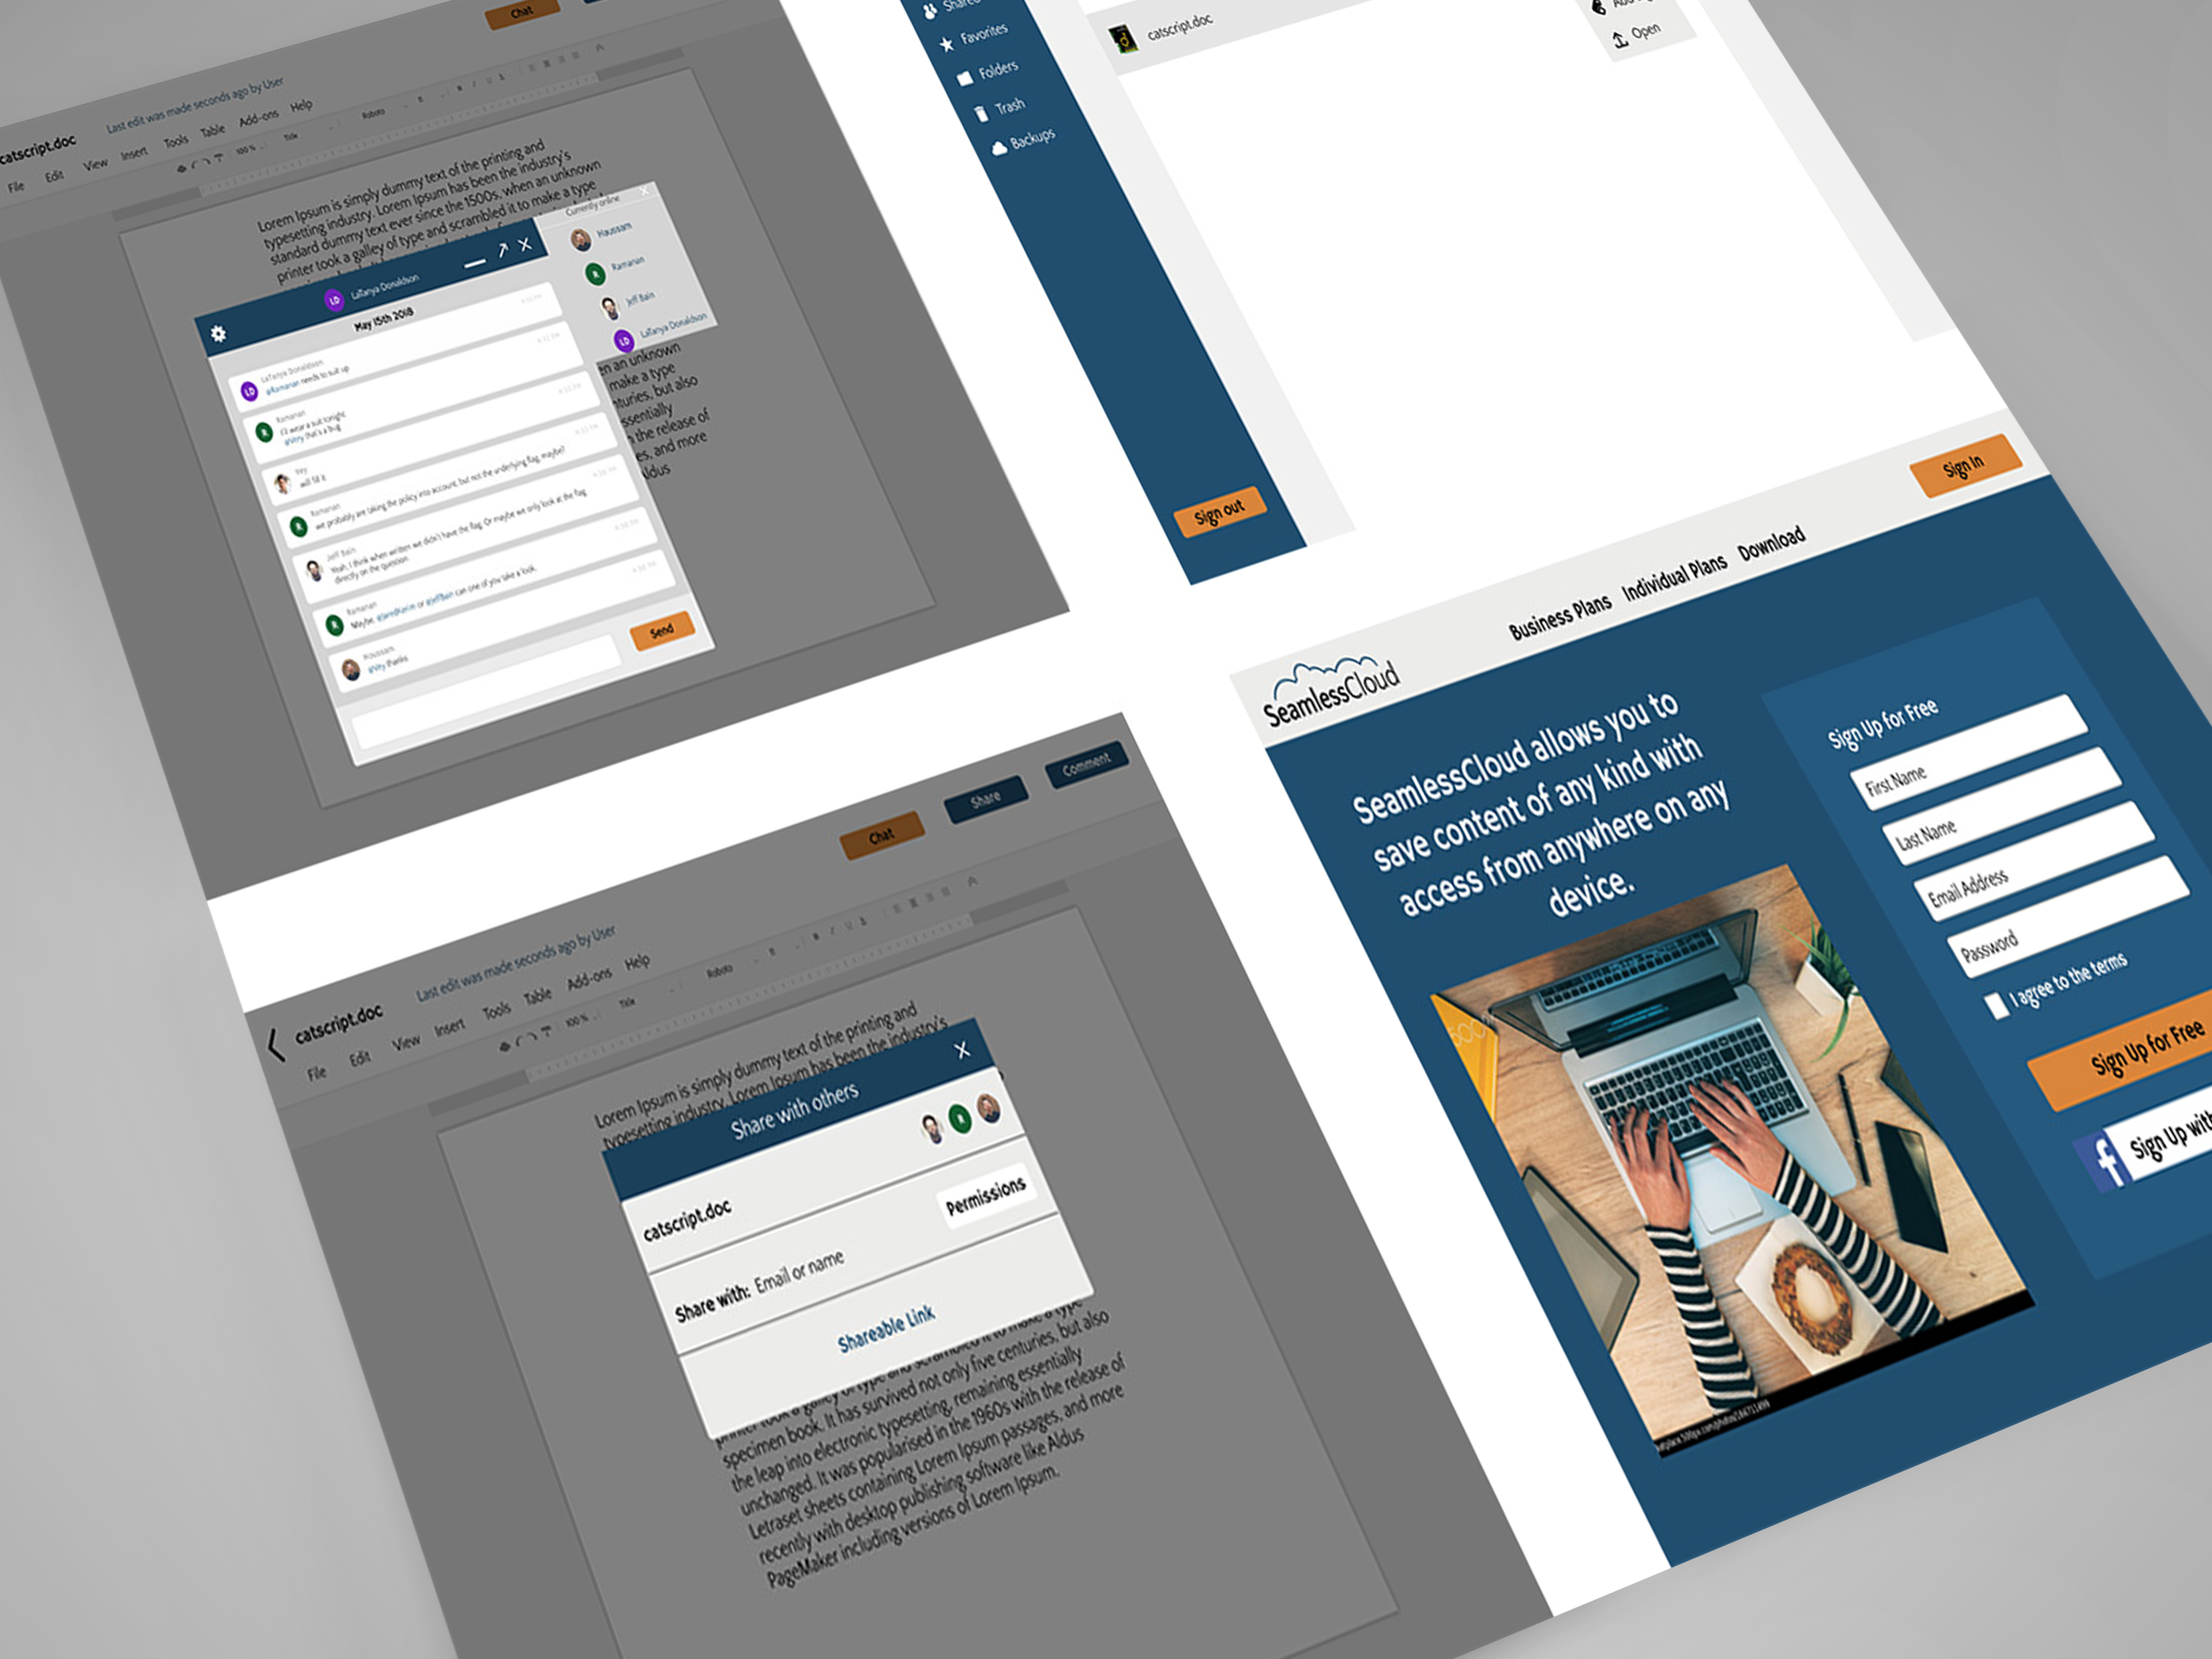 Chat
Last edit was made seconds ago by User
catscript.doc
File Edit View Insert Tools Table Add-ons Help
100% Title Roboto
Lorem Ipsum is simply dummy text of the printing and
typesetting industry. Lorem Ipsum has been the industry's
standard dummy text ever since the 1500s, when an unknown
printer took a galley of type and scrambled it to make a type
en an unknown
make a type
nturies, but also
ssentially
the release of
es, and more
Aldus
LD LaTanya Donaldson
May 15th 2018
LaTanya Donaldson
LD @Ramanan needs to suit up
Ramanan
R I'll wear a suit tonight
@Vitry that's a bug
will fill it
Ramanan
R we probably are taking the policy into account, but not the underlying flag, maybe?
Jeff Bain
Yeah, I think when written we didn't have the flag. Or maybe we only look at the flag
directly on the question
Ramanan
R Maybe. or @JeffBain can one of you take a look.
Houssam
thanks
Send
Currently online
Haussam
R Ramanan
Jeff Bain
LD LaTanya Donaldson
Shared
Favorites
Folders
Trash
Backups
Sign out
catscript.doc
Open
Chat
Share
Comment
Last edit was made seconds ago by User
catscript.doc
File Edit View Insert Tools Table Add-ons Help
100% Title Roboto
Lorem Ipsum is simply dummy text of the printing and
typesetting industry. Lorem Ipsum has been the industry's
Share with others X
catscript.doc R
Share with: Email or name Permissions
Shareable Link
printer took a galley of type and scrambled it to make a type
specimen book. It has survived not only five centuries, but also
the leap into electronic typesetting, remaining essentially
unchanged. It was popularised in the 1960s with the release of
Letraset sheets containing Lorem Ipsum passages, and more
recently with desktop publishing software like Aldus
PageMaker including versions of Lorem Ipsum.
Sign In
SeamlessCloud
Business Plans Individual Plans Download
SeamlessCloud allows you to
save content of any kind with
access from anywhere on any
device.
Sign Up for Free
First Name
Last Name
Email Address
Password
I agree to the terms
Sign Up for Free
f Sign Up with